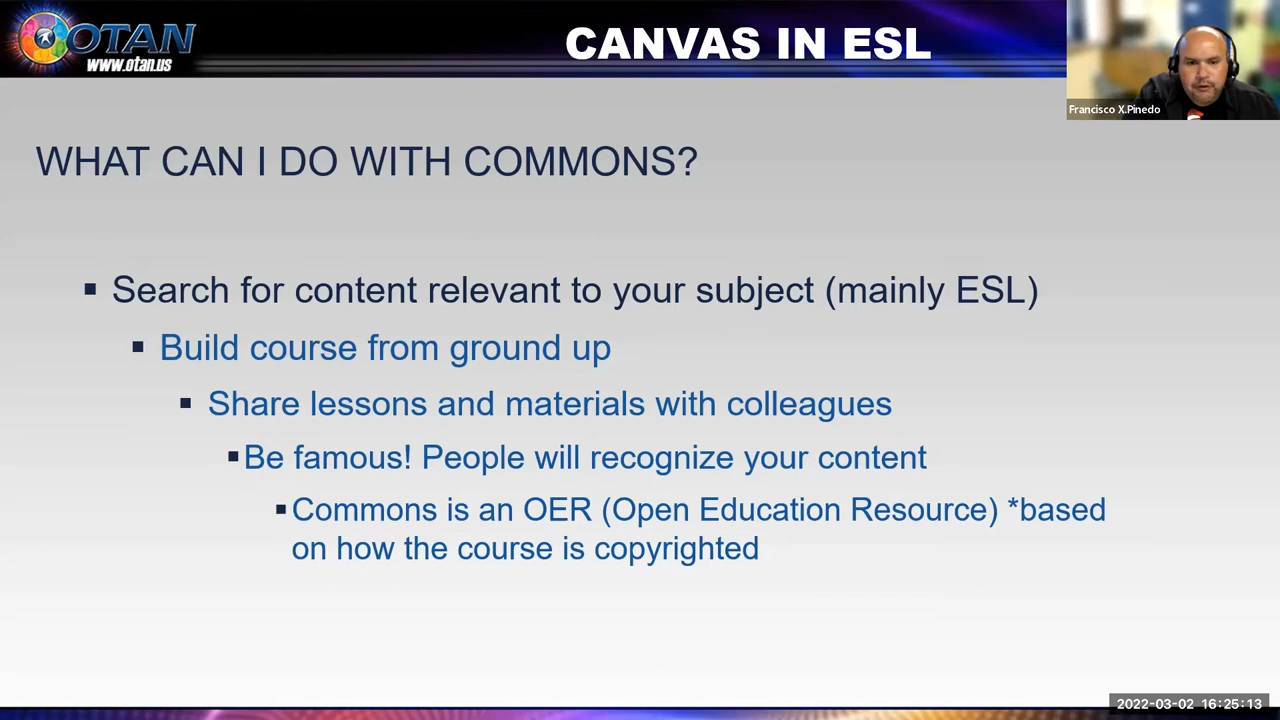 OTAN
www.otan.us
CANVAS IN ESL
Francisco X.Pinedo
WHAT CAN I DO WITH COMMONS?
▪ Search for content relevant to your subject (mainly ESL)
▪ Build course from ground up
▪ Share lessons and materials with colleagues
▪ Be famous! People will recognize your content
▪ Commons is an OER (Open Education Resource) *based
on how the course is copyrighted
2022-03-02 16:25:13